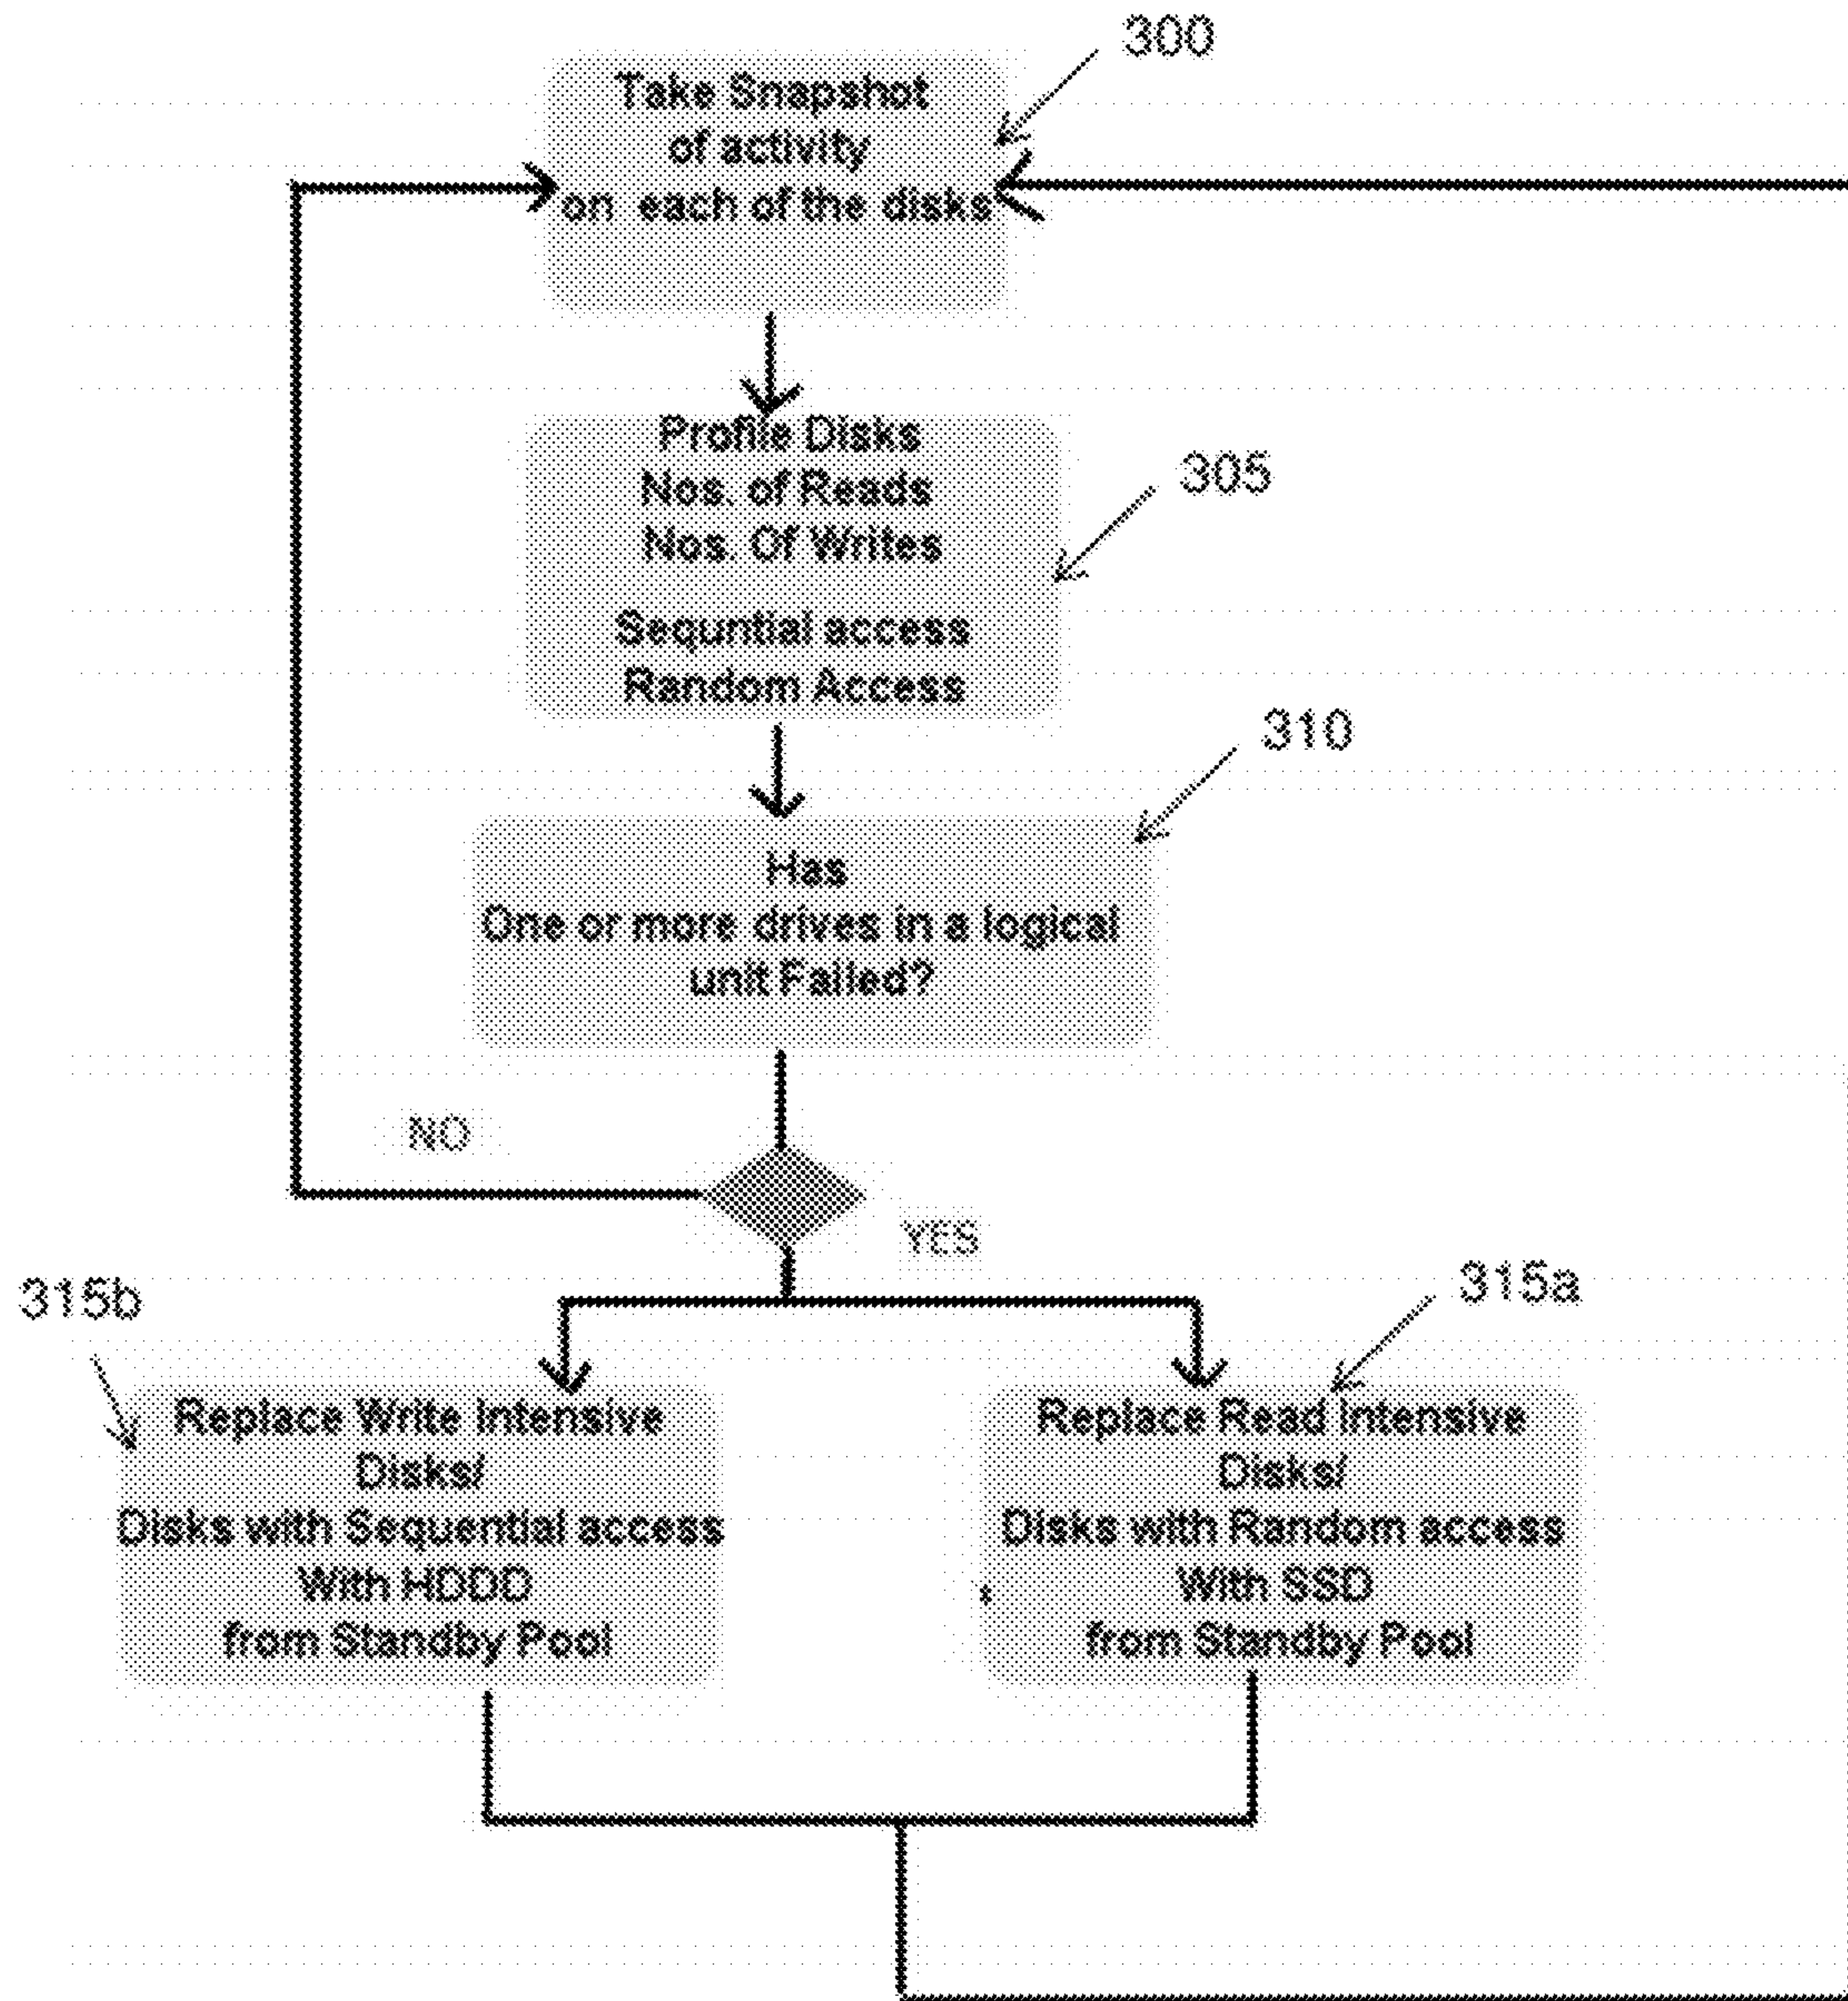 300
Take Snapshot
of activity
on each of the disks
Profile Disks
Nos. of Reads
Nos. Of Writes
Sequntial access
Random Access
305
310
Has
One or more drives in a logical
unit Failed?
NO
YES
315b
315a
Replace Write Intensive
Disks/
Disks with Sequential access
With HDDD
from Standby Pool
Replace Read Intensive
Disks/
Disks with Random access
With SSD
from Standby Pool